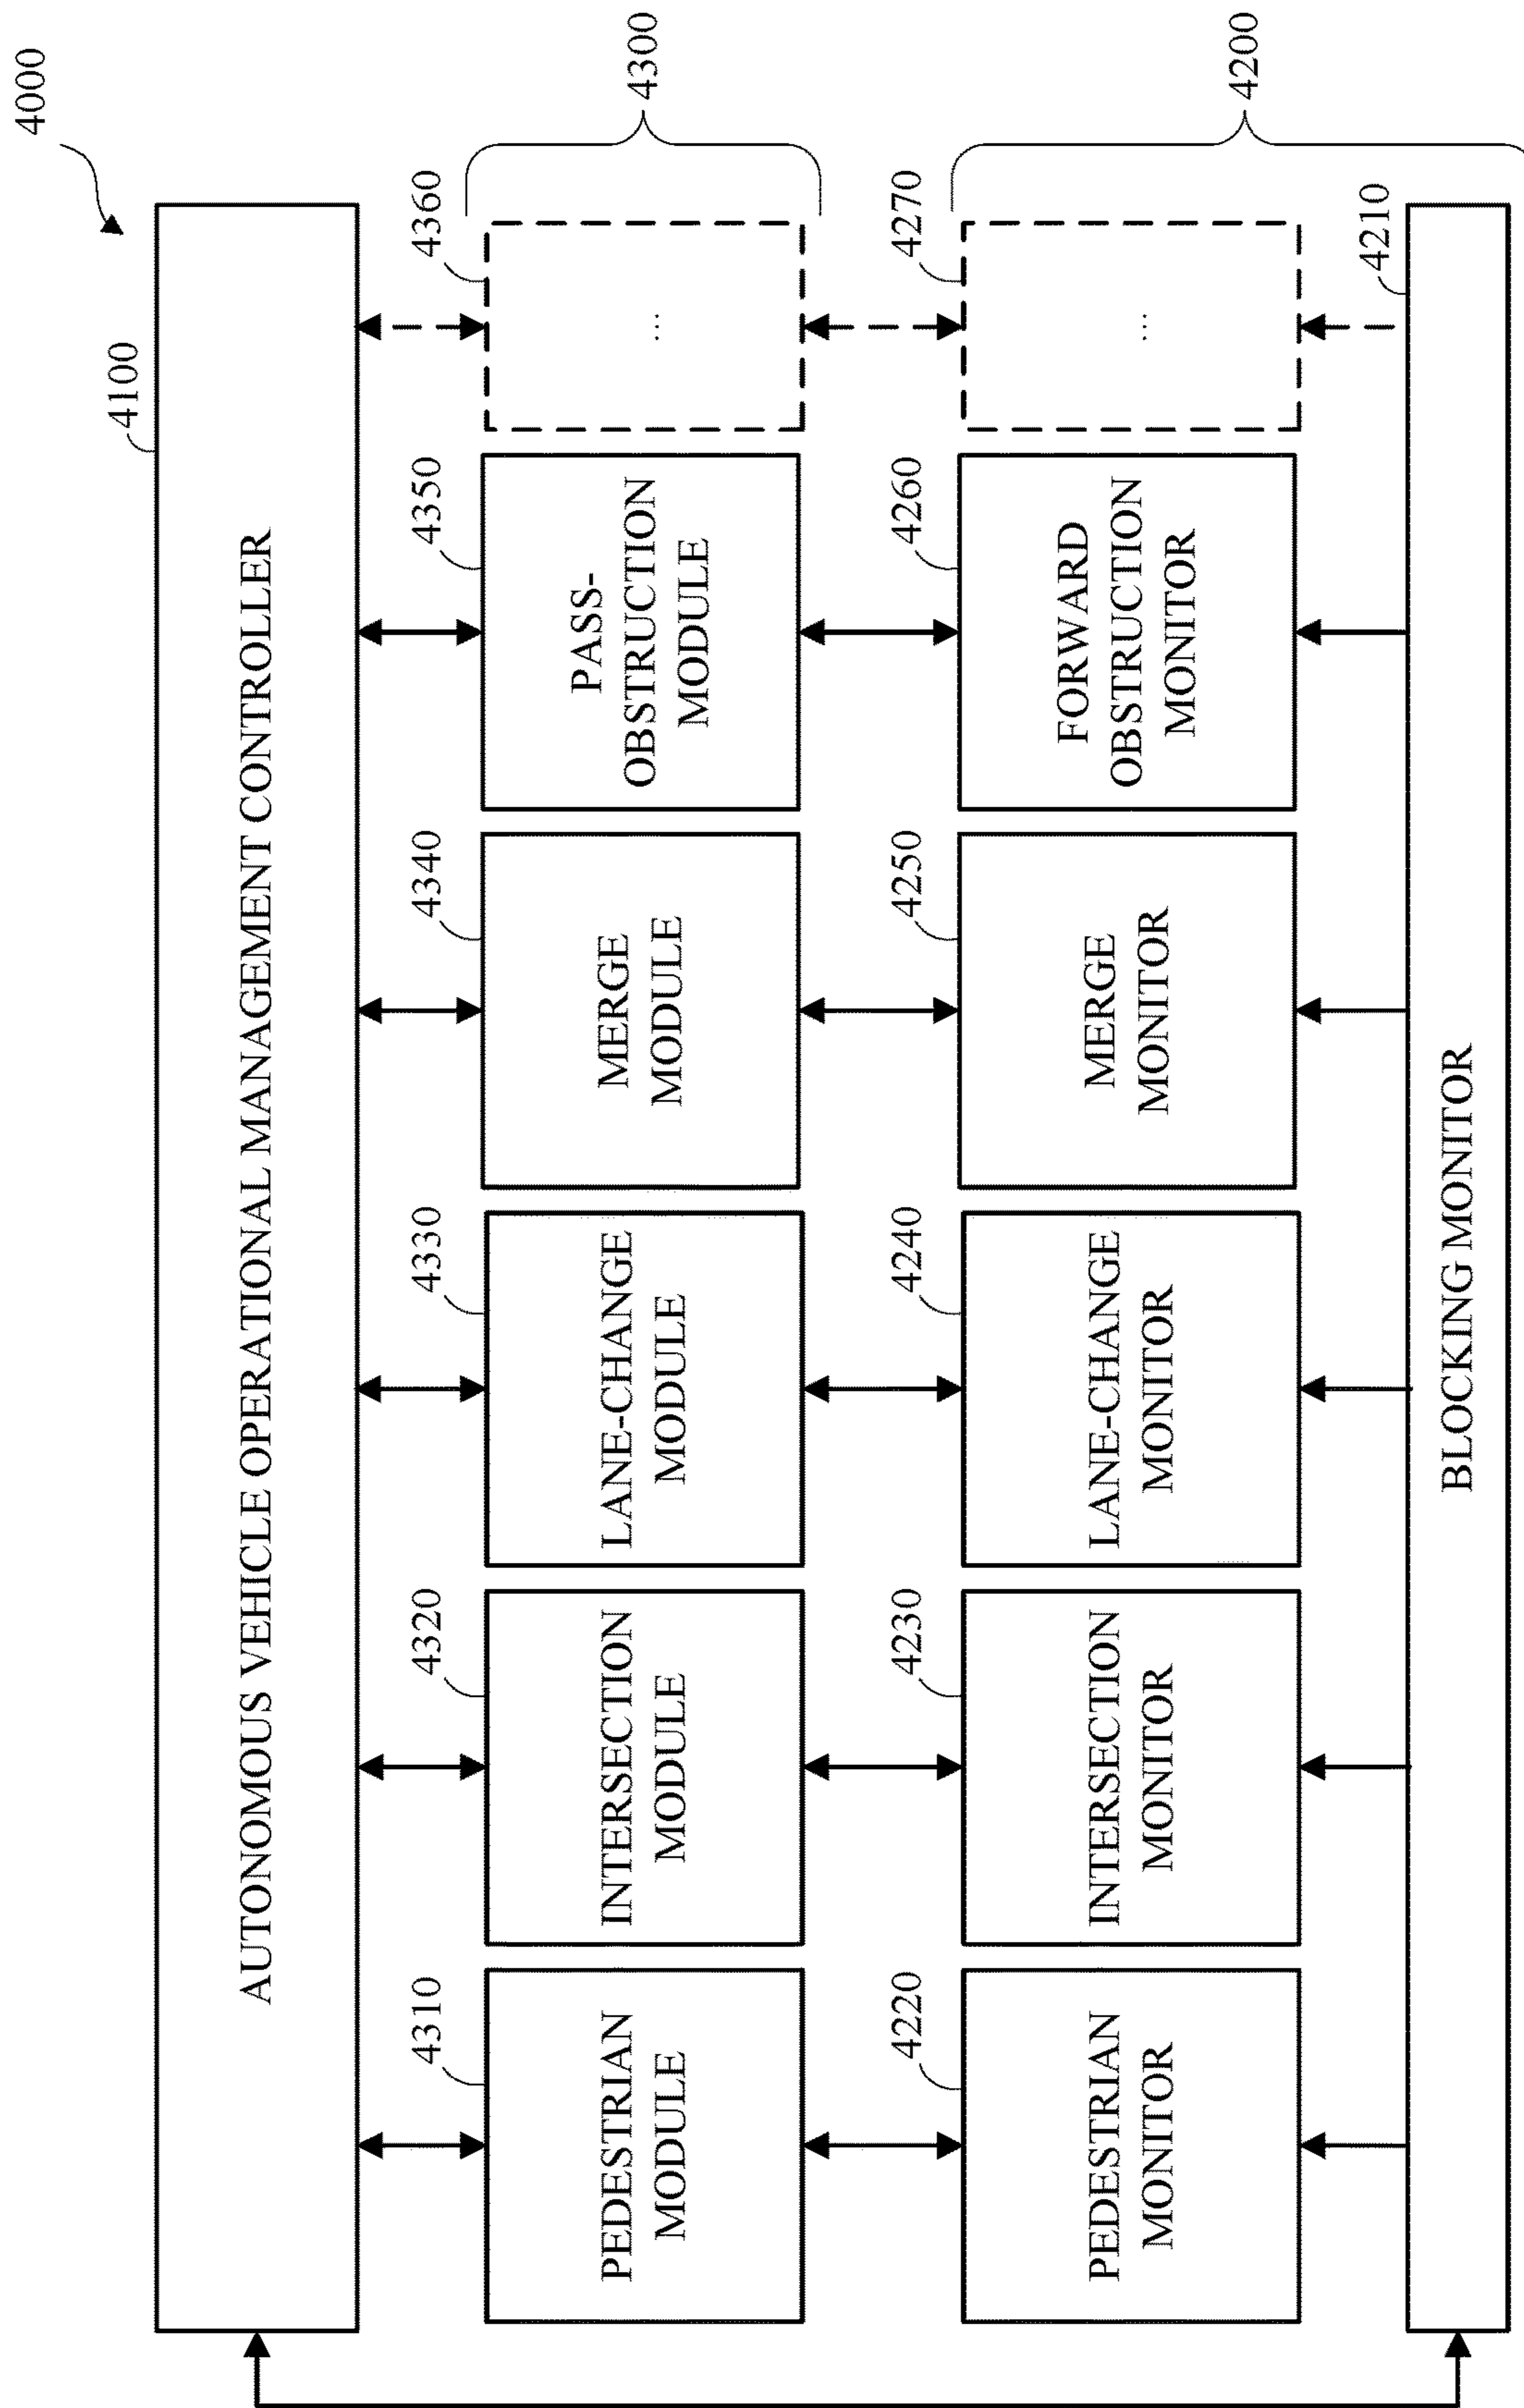 4000
4100
AUTONOMOUS VEHICLE OPERATIONAL MANAGEMENT CONTROLLER
4300
4310
PEDESTRIAN
MODULE
4320
INTERSECTION
MODULE
4330
LANE-CHANGE
MODULE
4340
MERGE
MODULE
4350
PASS-
OBSTRUCTION
MODULE
4360
...
4200
4220
PEDESTRIAN
MONITOR
4230
INTERSECTION
MONITOR
4240
LANE-CHANGE
MONITOR
4250
MERGE
MONITOR
4260
FORWARD
OBSTRUCTION
MONITOR
4270
...
4210
BLOCKING MONITOR